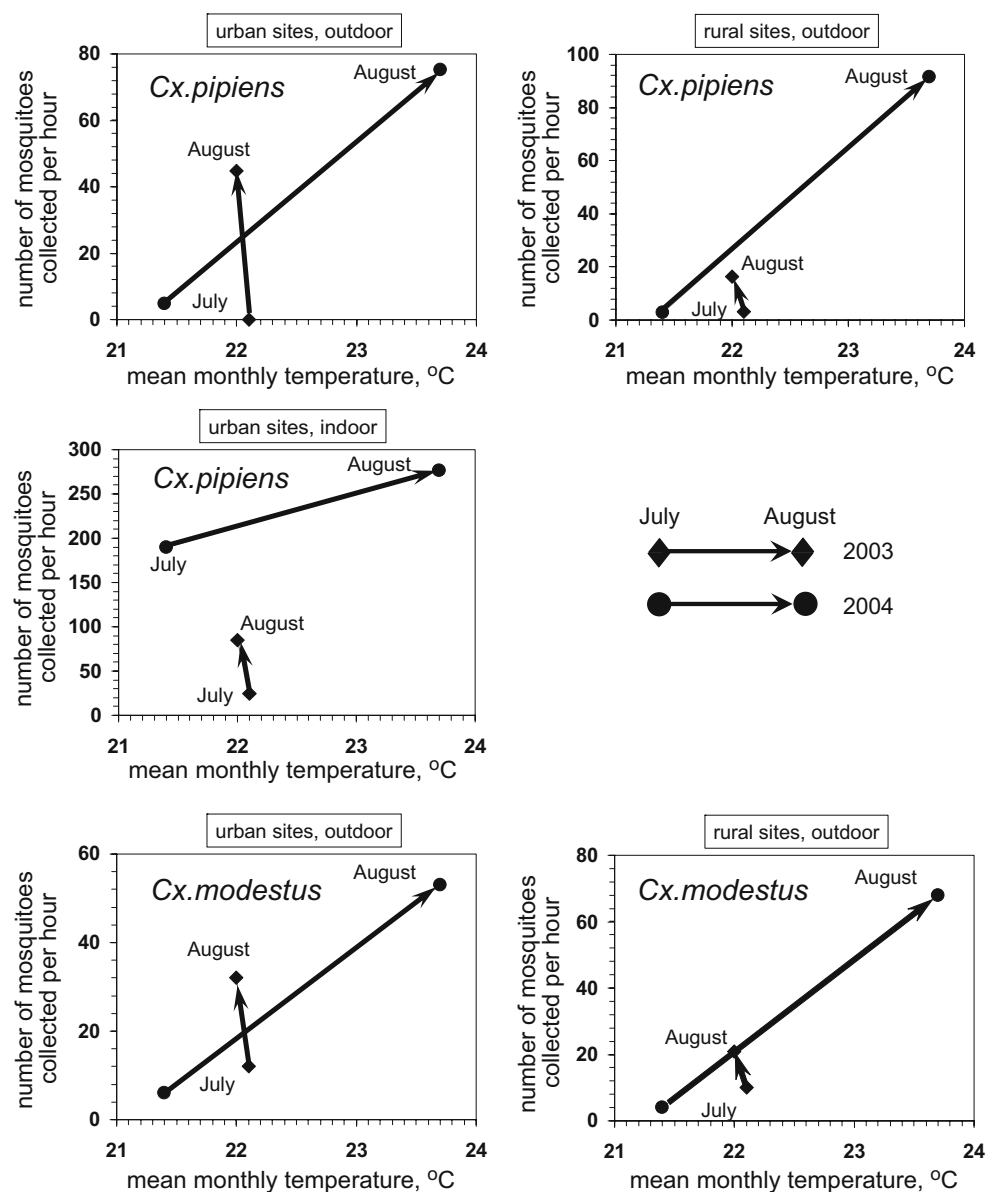 urban sites, outdoor
number of mosquitoes
collected per hour
80
60
40
20
0
Cx.pipiens
August
August
July
21 22 23 24
mean monthly temperature, ºC
rural sites, outdoor
number of mosquitoes
collected per hour
100
80
60
40
20
0
Cx.pipiens
August
August
July
21 22 23 24
mean monthly temperature, ºC
urban sites, indoor
number of mosquitoes
collected per hour
300
250
200
150
100
50
0
Cx.pipiens
August
July
August
July
21 22 23 24
mean monthly temperature, ºC
July August
2003
2004
urban sites, outdoor
number of mosquitoes
collected per hour
60
40
20
0
Cx.modestus
August
August
July
21 22 23 24
mean monthly temperature, ºC
rural sites, outdoor
number of mosquitoes
collected per hour
80
60
40
20
0
Cx.modestus
August
August
July
21 22 23 24
mean monthly temperature, ºC